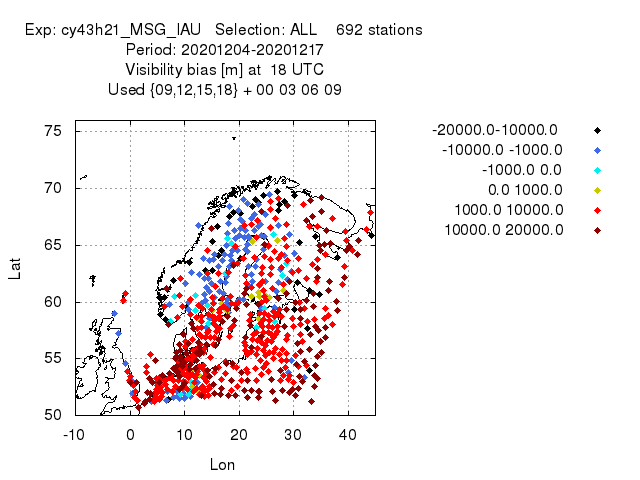 Exp: cy43h21_MSG_IAU   Selection: ALL    692 stations
Period: 20201204-20201217
Visibility bias [m] at  18 UTC
Used {09,12,15,18} + 00 03 06 09
-20000.0-10000.0
-10000.0 -1000.0
-1000.0 0.0
0.0 1000.0
1000.0 10000.0
10000.0 20000.0
75
70
65
60
55
50
Lat
-10 0 10 20 30 40
Lon